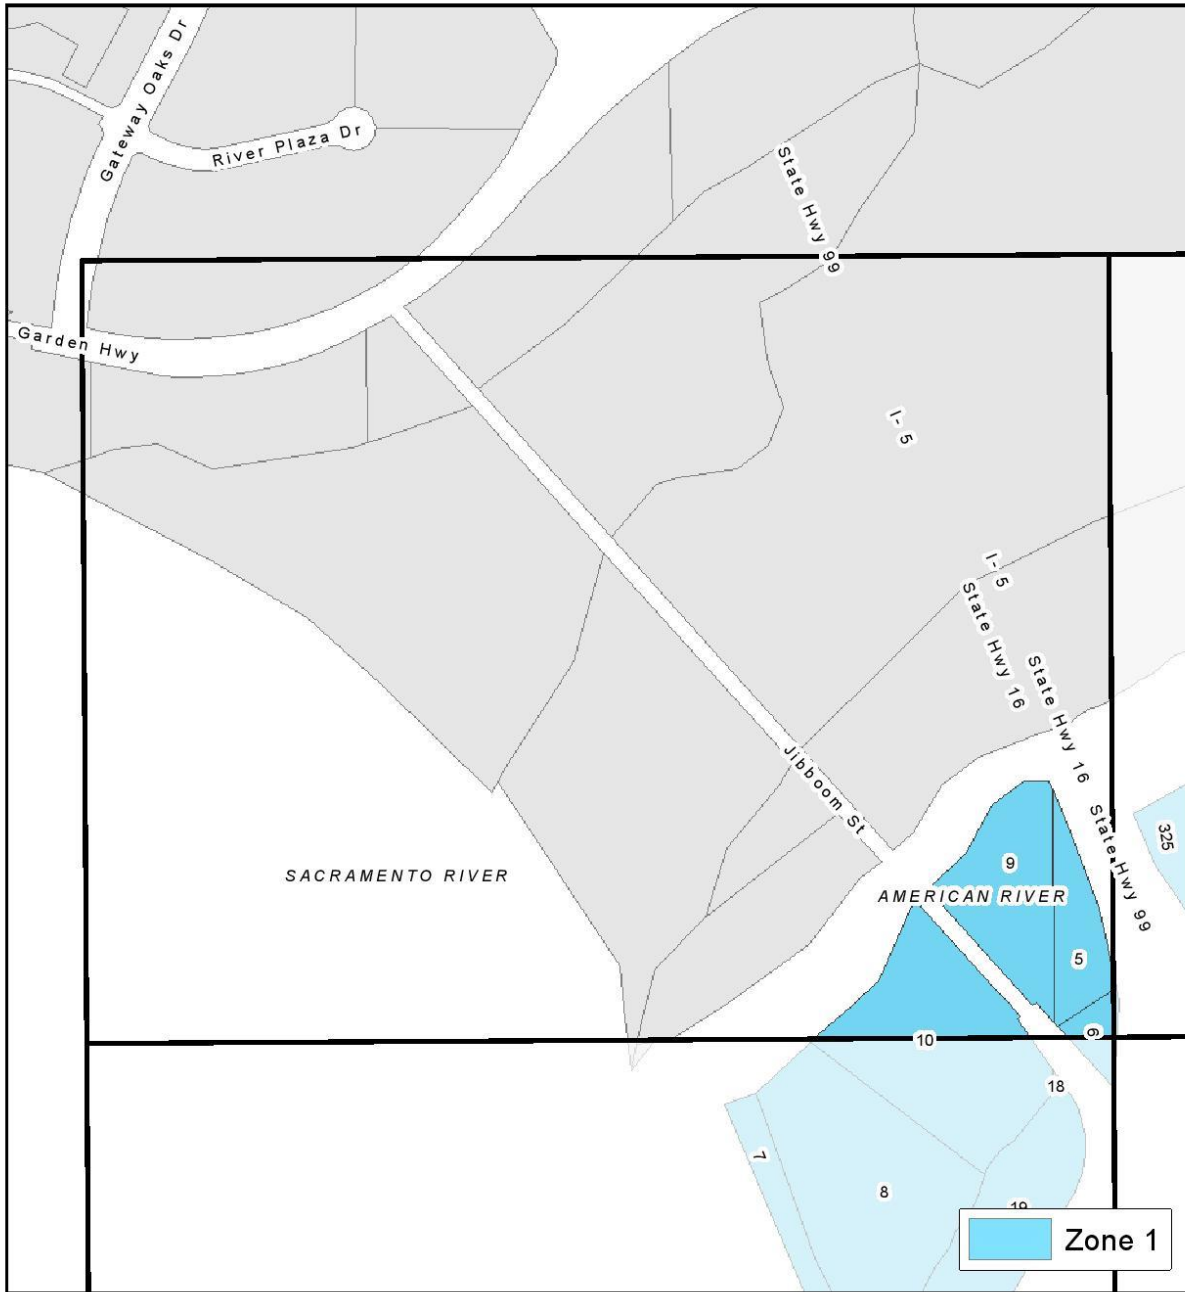 Gateway Oaks Dr
River Plaza Dr
State Hwy 99
Garden Hwy
I- 5
I- 5
State Hwy 16
State Hwy 16
Jibboom St
State Hwy 99
325
9
SACRAMENTO RIVER
AMERICAN RIVER
5
6
10
18
7
8
19
Zone 1